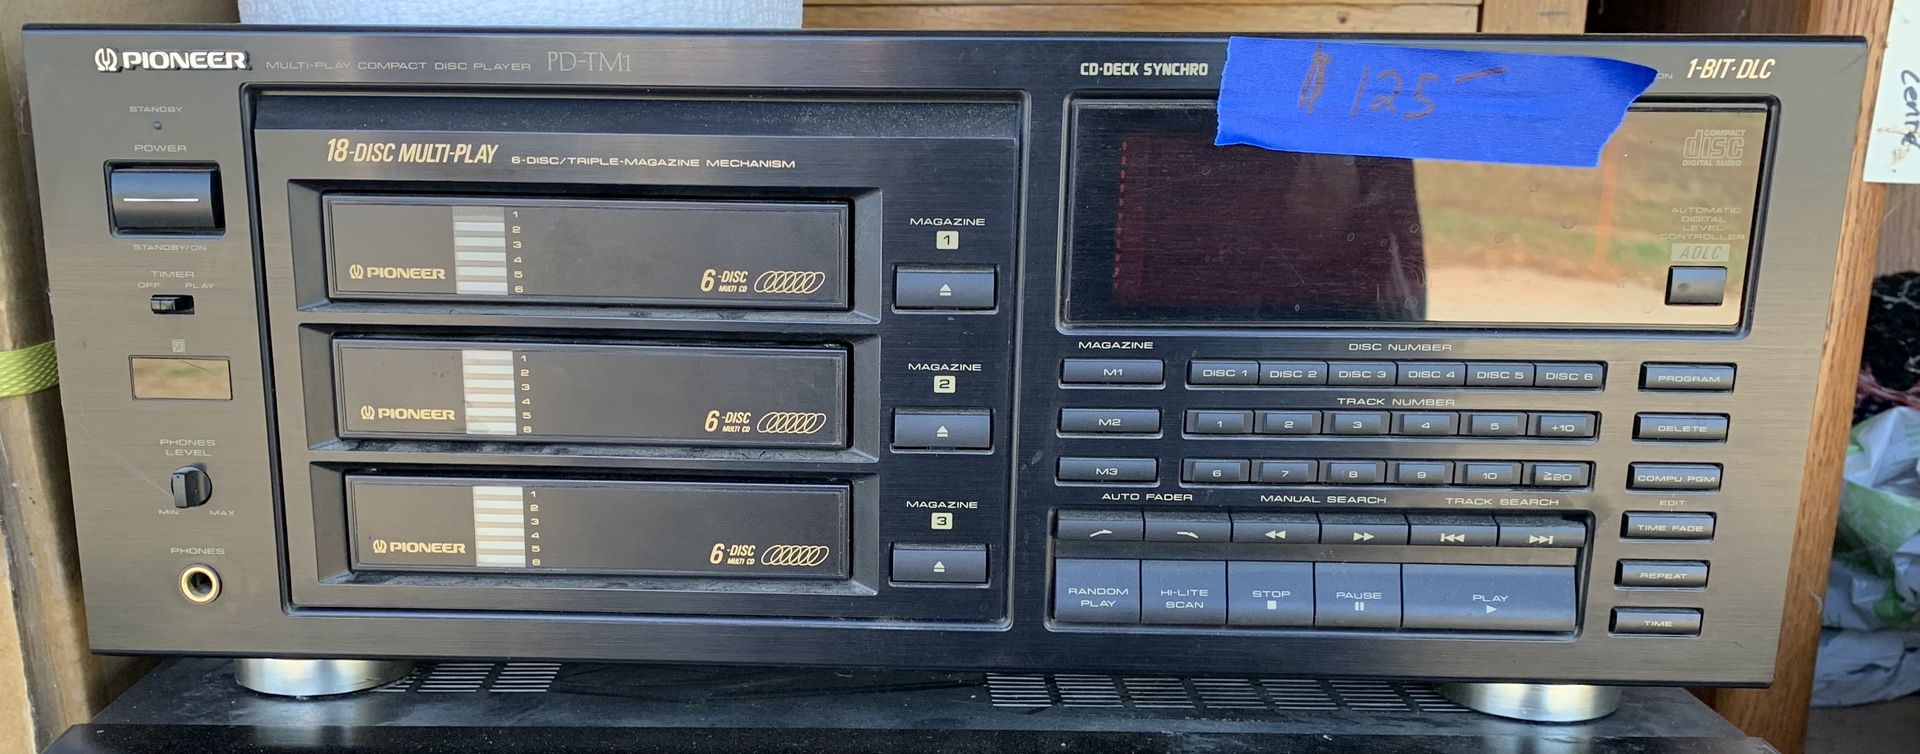 PIONEER MULTI-PLAY COMPACT DISC PLAYER PD-TM1
CD-DECK SYNCHRO
$125-
ON
1-BIT·DLC
STANDBY
POWER
STANDBY/ON
TIMER
OFF PLAY
SR
PHONES
LEVEL
MIN MAX
PHONES
18-DISC MULTI-PLAY 6-DISC/TRIPLE-MAGAZINE MECHANISM
1
2
3
4
5
6
PIONEER
6-DISC
MULTI CD
MAGAZINE
1
1
2
3
4
5
6
PIONEER
6-DISC
MULTI CD
MAGAZINE
2
1
2
3
4
5
6
PIONEER
6-DISC
MULTI CD
MAGAZINE
3
COMPACT
disc
DIGITAL AUDIO
AUTOMATIC
DIGITAL
LEVEL
CONTROLLER
ADLC
MAGAZINE
M1
M2
M3
DISC NUMBER
DISC 1 DISC 2 DISC 3 DISC 4 DISC 5 DISC 6
TRACK NUMBER
1 2 3 4 5 +10
6 7 8 9 10 ≧20
PROGRAM
DELETE
COMPU PGM
EDIT
TIME FADE
REPEAT
TIME
AUTO FADER MANUAL SEARCH TRACK SEARCH
RANDOM
PLAY
HI-LITE
SCAN
STOP
PAUSE
PLAY
Centre